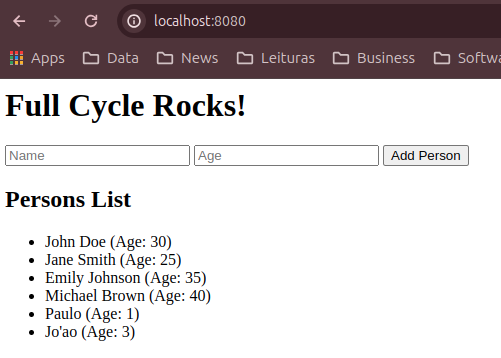 localhost:8080
Apps Data News Leituras Business Softwa
Full Cycle Rocks!
Name Age Add Person
Persons List
John Doe (Age: 30)
Jane Smith (Age: 25)
Emily Johnson (Age: 35)
Michael Brown (Age: 40)
Paulo (Age: 1)
Jo'ao (Age: 3)